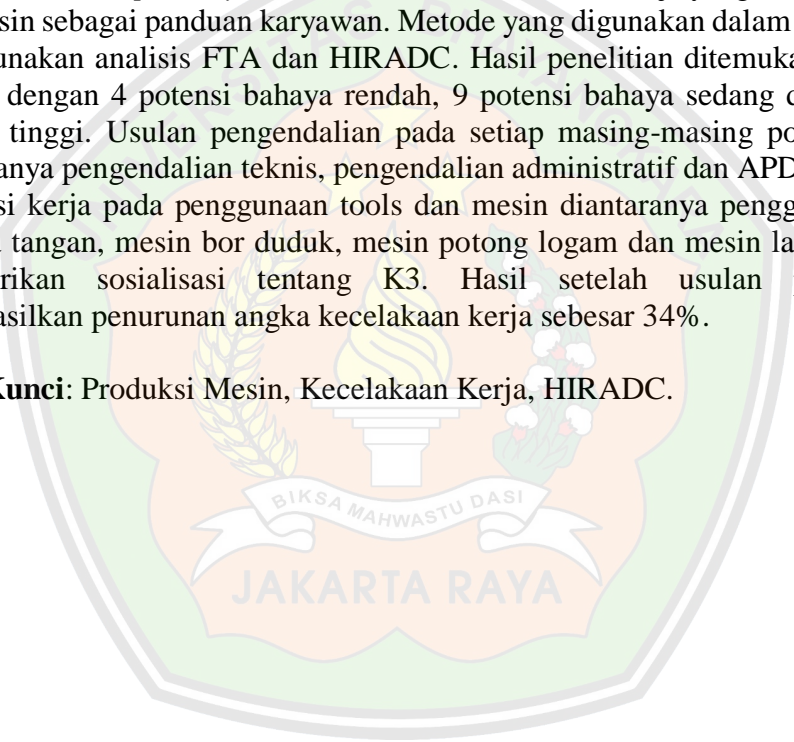 sin sebagai panduan karyawan. Metode yang digunakan dalam
unakan analisis FTA dan HIRADC. Hasil penelitian ditemuka
dengan 4 potensi bahaya rendah, 9 potensi bahaya sedang
tinggi. Usulan pengendalian pada setiap masing-masing po
anya pengendalian teknis, pengendalian administratif dan APD
si kerja pada penggunaan tools dan mesin diantaranya pengg
tangan, mesin bor duduk, mesin potong logam dan mesin la
rikan sosialisasi tentang K3. Hasil setelah usulan
asilkan penurunan angka kecelakaan kerja sebesar 34%.
Kunci: Produksi Mesin, Kecelakaan Kerja, HIRADC.
UNIVERSITAS BHAYANGKARA
BIKSA MAHWASTU DASI
JAKARTA RAYA